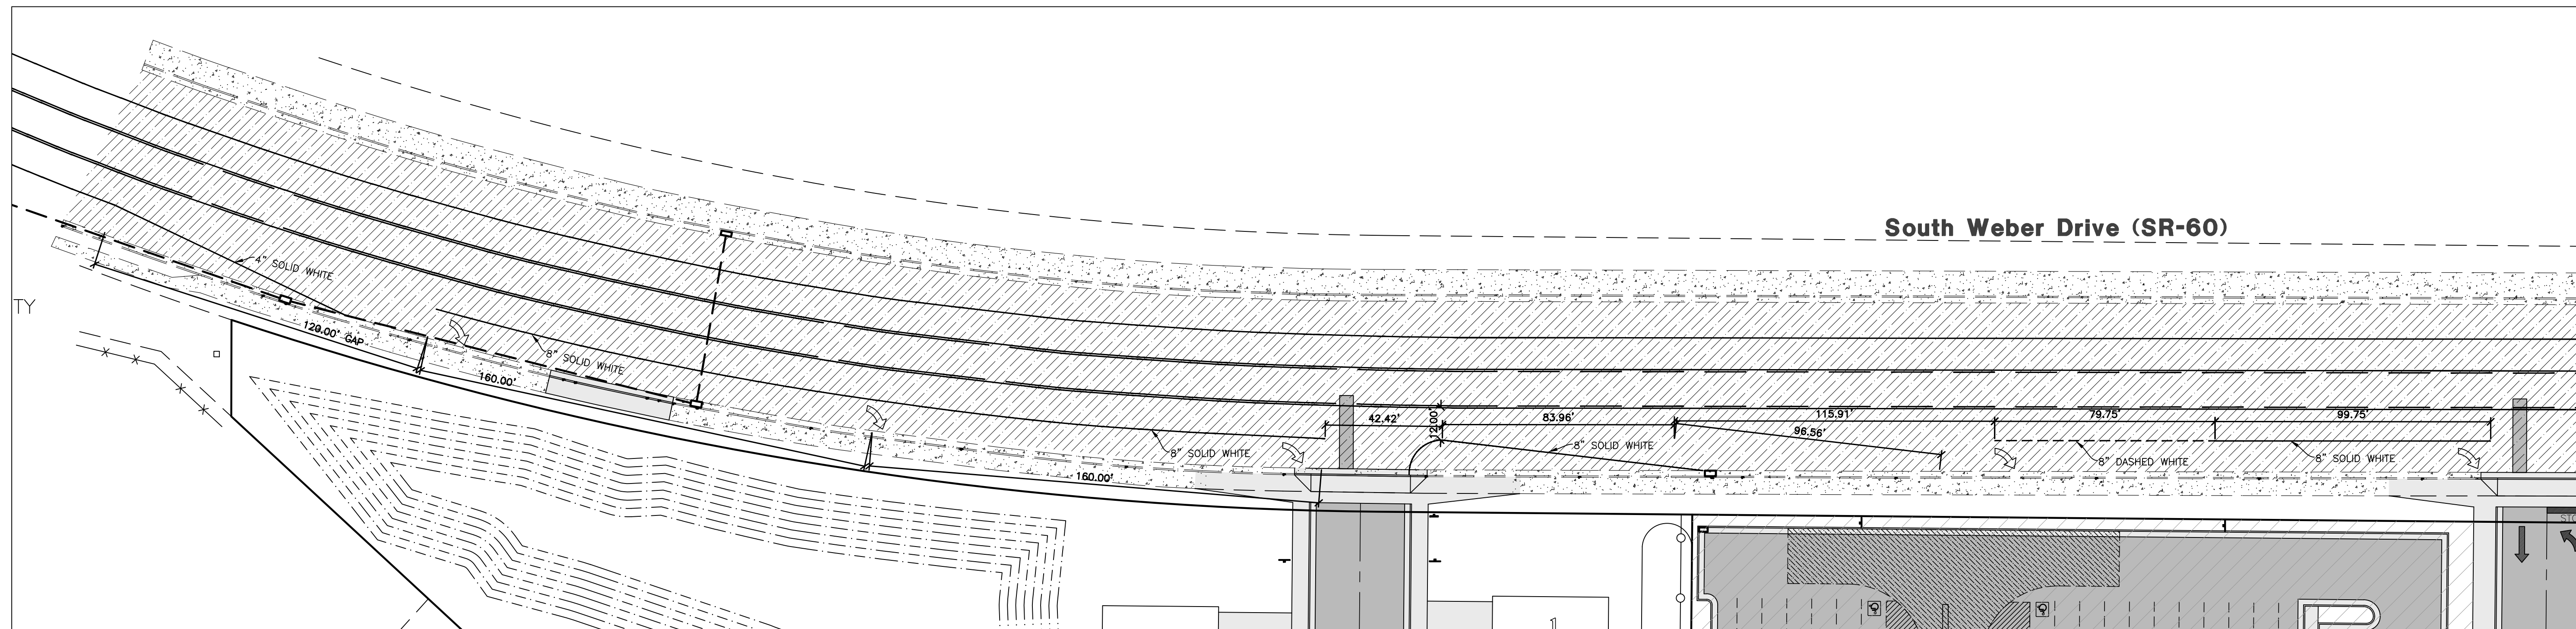 South Weber Drive (SR-60)
4" SOLID WHITE
TY
120.00' GAP
8" SOLID WHITE
160.00'
42.42'
12.00'
83.96'
115.91'
79.75'
99.75'
96.56'
8" SOLID WHITE
8" SOLID WHITE
8" DASHED WHITE
8" SOLID WHITE
160.00'
STO
1